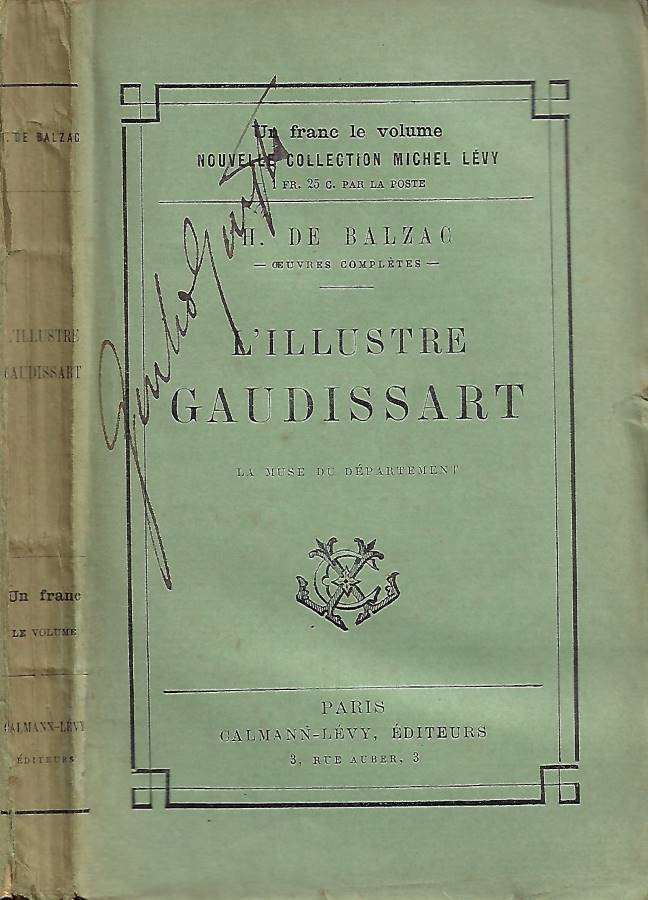 H. DE BALZAC
L'ILLUSTRE
GAUDISSART
Un franc
LE VOLUME
CALMANN-LÉVY
ÉDITEURS
Un franc le volume
NOUVELLE COLLECTION MICHEL LÉVY
1 FR. 25 C. PAR LA POSTE
H. DE BALZAC
— ŒUVRES COMPLÈTES —
L'ILLUSTRE
GAUDISSART
LA MUSE DU DÉPARTEMENT
PARIS
CALMANN-LÉVY, ÉDITEURS
3, RUE AUBER, 3